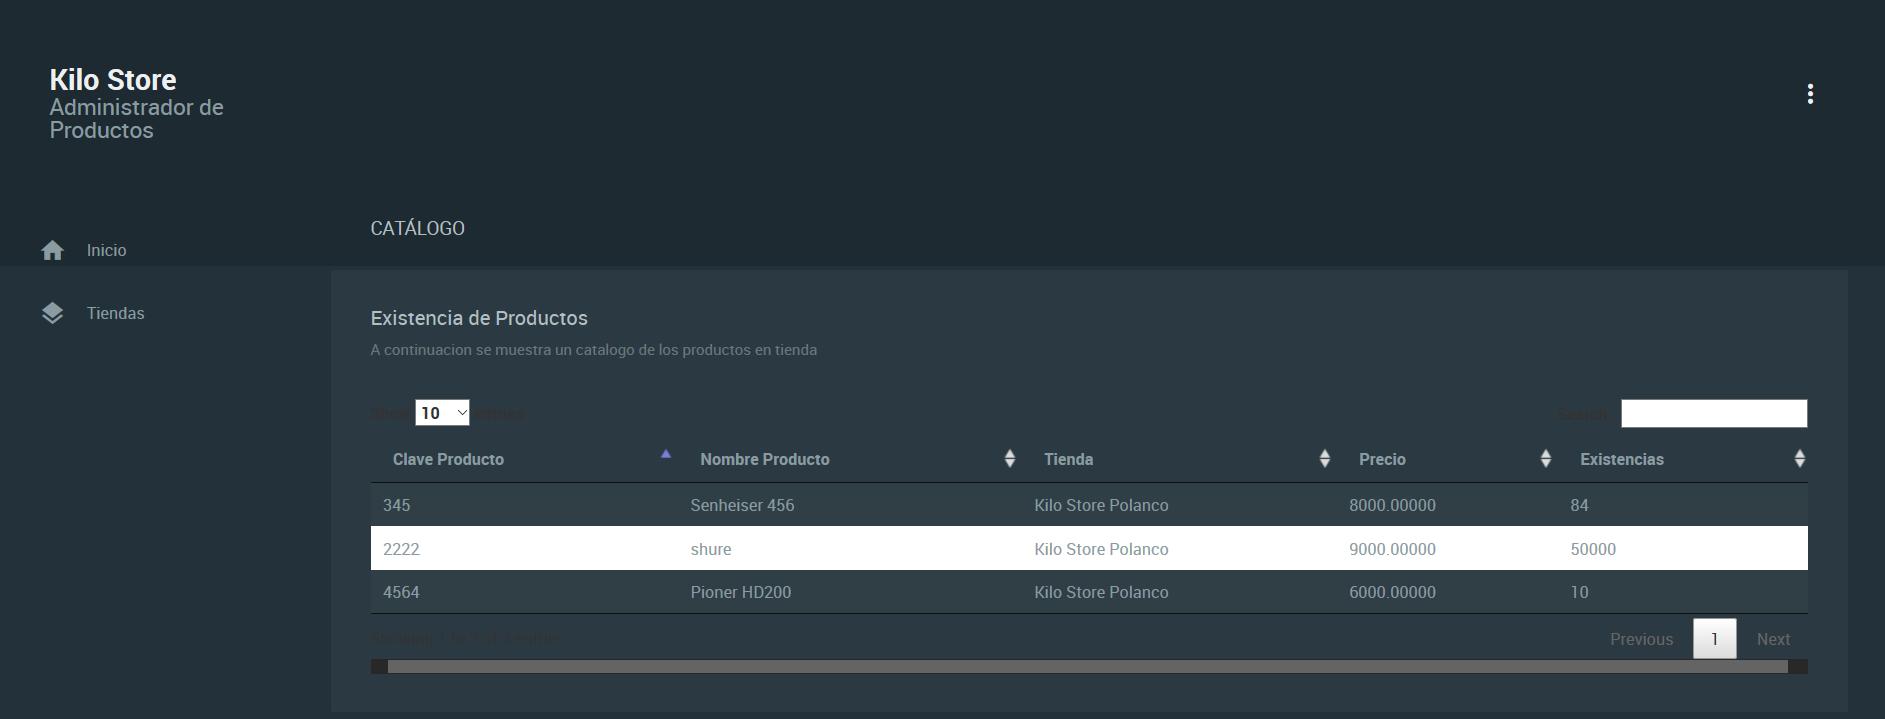 Kilo Store
Administrador de
Productos
CATÁLOGO
Inicio
Tiendas
Existencia de Productos
A continuacion se muestra un catalogo de los productos en tienda
Show 10 entries
Search:
Clave Producto Nombre Producto Tienda Precio Existencias
345 Senheiser 456 Kilo Store Polanco 8000.00000 84
2222 shure Kilo Store Polanco 9000.00000 50000
4564 Pioner HD200 Kilo Store Polanco 6000.00000 10
Showing 1 to 3 of 3 entries
Previous 1 Next